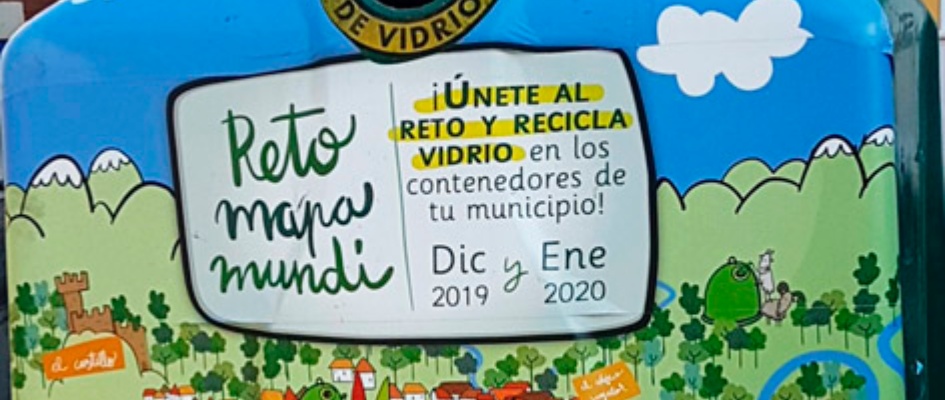 DE VIDRIO
Reto
mapa
mundi
¡ÚNETE AL
RETO Y RECICLA
VIDRIO en los
contenedores de
tu municipio!
Dic y Ene
2019 2020
el castillo